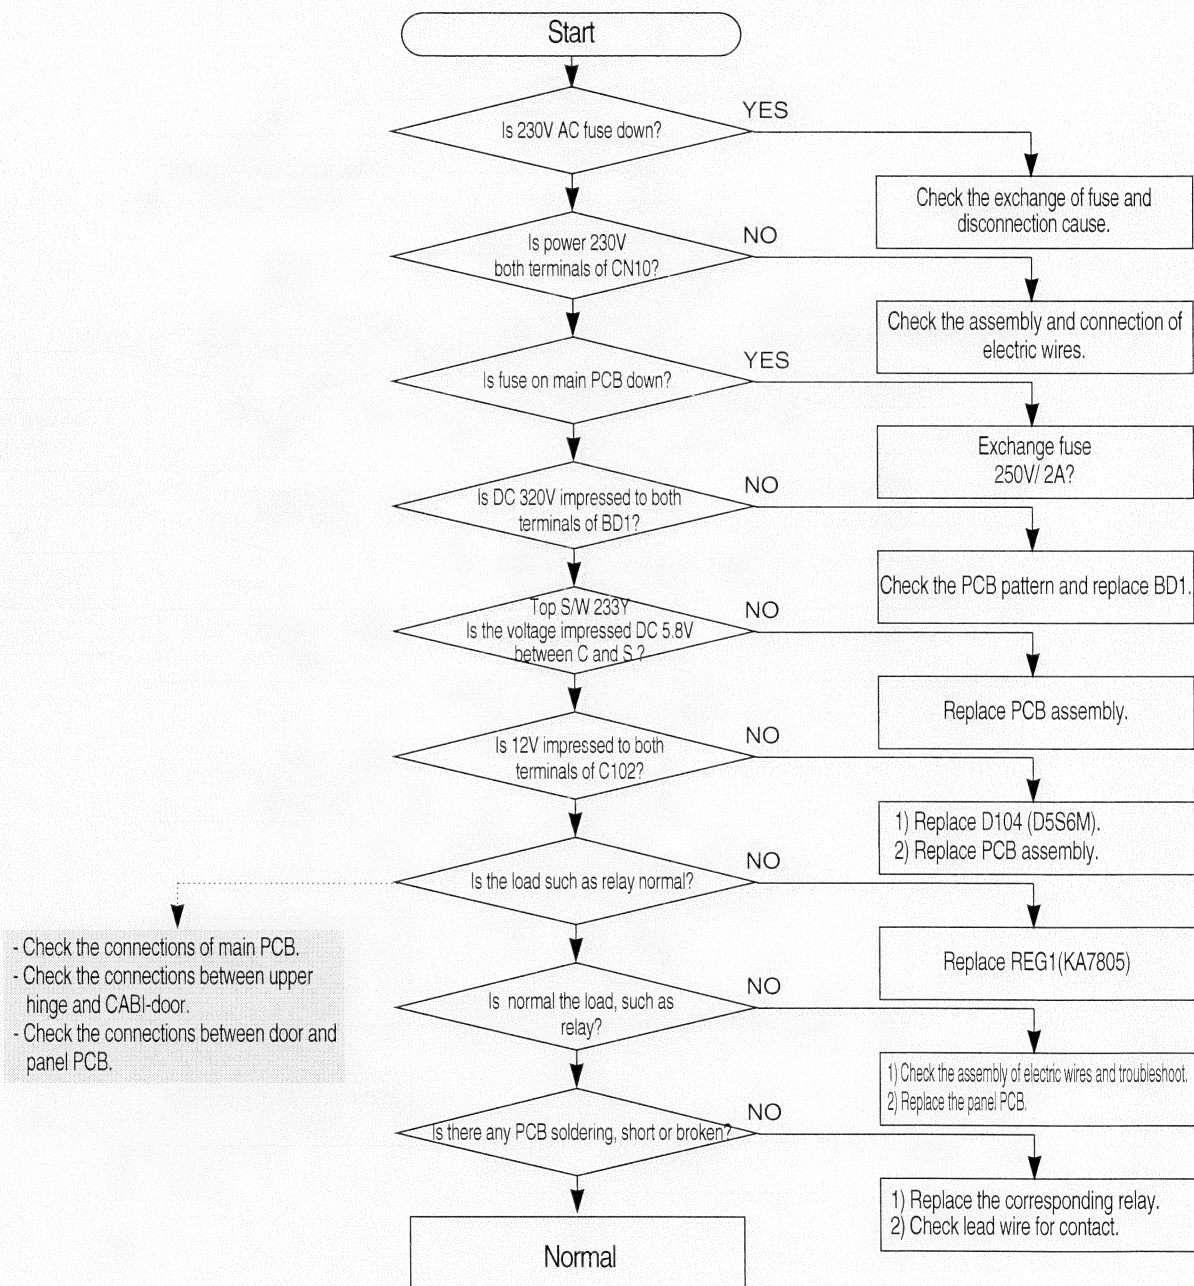 Start
Is 230V AC fuse down?
YES
Check the exchange of fuse and
disconnection cause.
Is power 230V
both terminals of CN10?
NO
Check the assembly and connection of
electric wires.
Is fuse on main PCB down?
YES
Exchange fuse
250V/ 2A?
Is DC 320V impressed to both
terminals of BD1?
NO
Check the PCB pattern and replace BD1.
Top S/W 233Y
Is the voltage impressed DC 5.8V
between C and S ?
NO
Replace PCB assembly.
Is 12V impressed to both
terminals of C102?
NO
1) Replace D104 (D5S6M).
2) Replace PCB assembly.
Is the load such as relay normal?
NO
Replace REG1(KA7805)
- Check the connections of main PCB.
- Check the connections between upper
hinge and CABI-door.
- Check the connections between door and
panel PCB.
Is normal the load, such as
relay?
NO
1) Check the assembly of electric wires and troubleshoot.
2) Replace the panel PCB.
Is there any PCB soldering, short or broken?
NO
1) Replace the corresponding relay.
2) Check lead wire for contact.
Normal